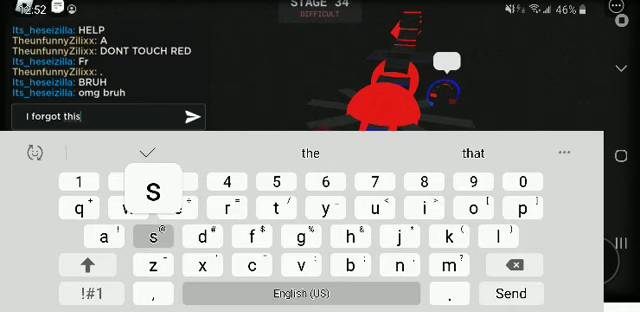 12:52
STAGE 34
DIFFICULT
46%
Its_heseizilla: HELP
TheunfunnyZilixx: A
TheunfunnyZilixx: DONT TOUCH RED
Its_heseizilla: Fr
TheunfunnyZilixx: .
Its_heseizilla: BRUH
Its_heseizilla: omg bruh
I forgot this
the that
s
1 4 5 6 7 8 9 0
q + r = t / y _ u < i > o [ p ]
a ! s @ d # f $ g % h & j * k ( l )
z - x ' c " v : b ; n , m ?
!#1 , English (US) . Send